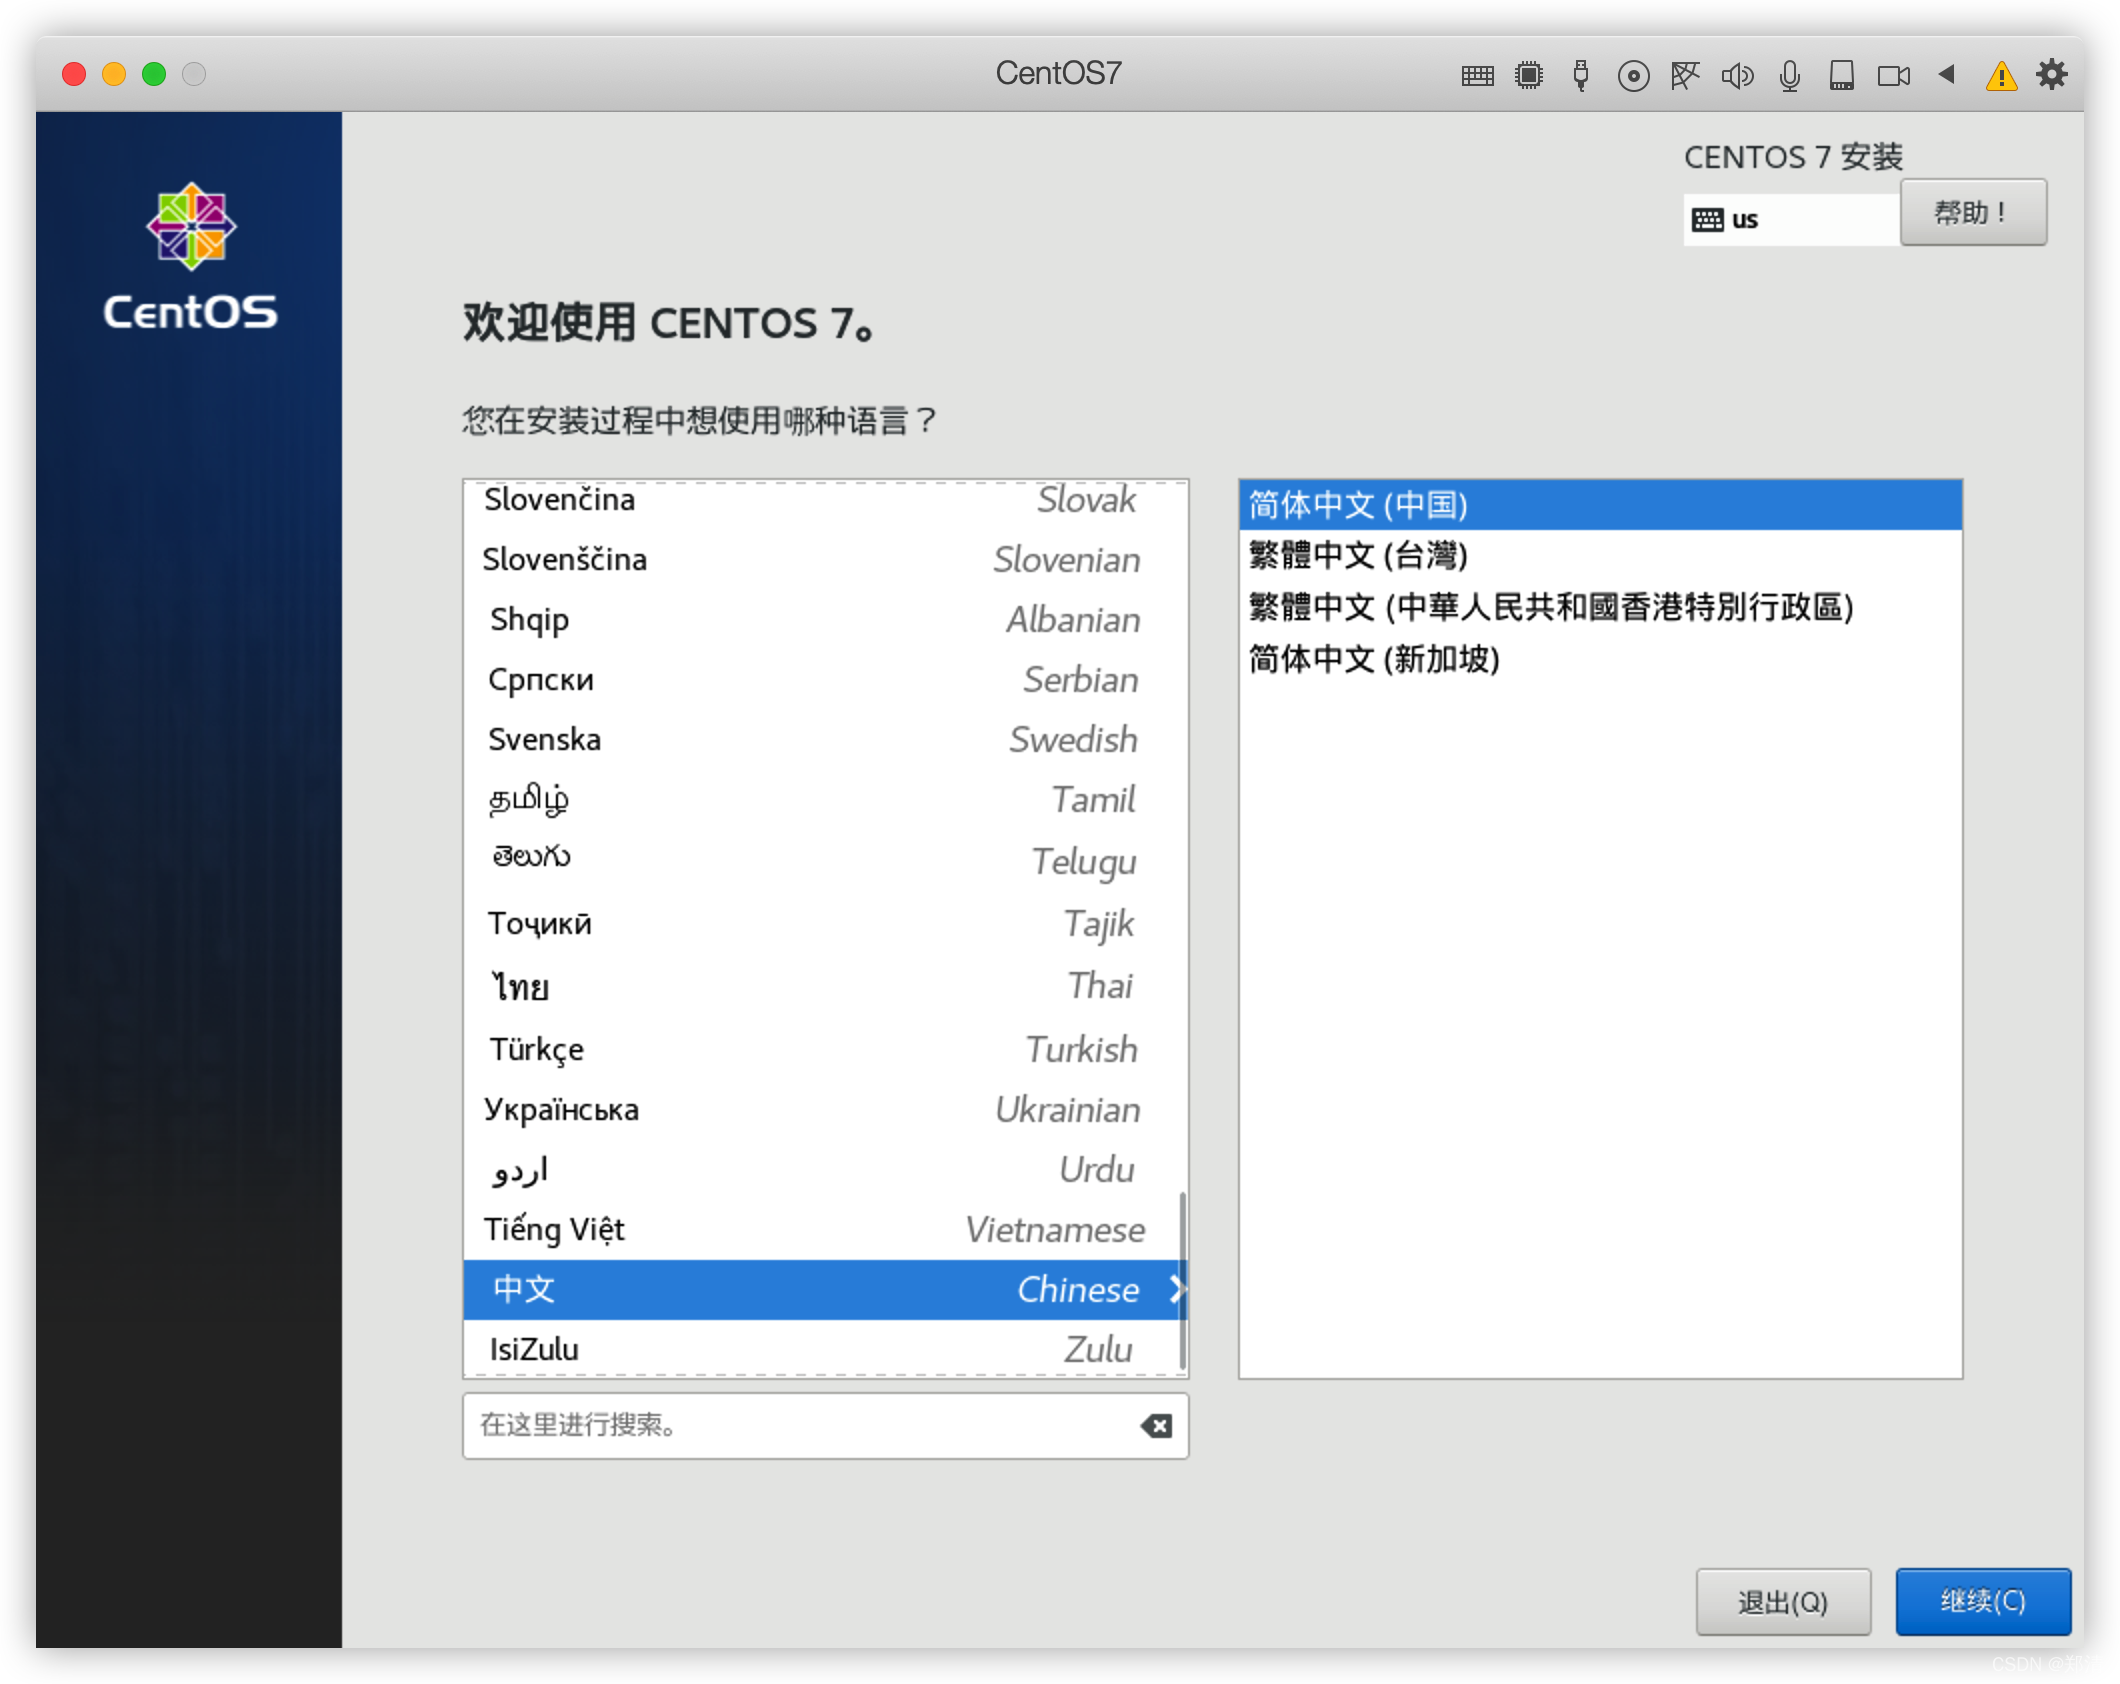 CentOS7
CENTOS 7 安装
us
帮助！
CentOS
欢迎使用 CENTOS 7。
您在安装过程中想使用哪种语言？
Slovenčina Slovak
Slovenščina Slovenian
Shqip Albanian
Српски Serbian
Svenska Swedish
தமிழ் Tamil
తెలుగు Telugu
Тоҷикӣ Tajik
ไทย Thai
Türkçe Turkish
Українська Ukrainian
اردو Urdu
Tiếng Việt Vietnamese
中文 Chinese
IsiZulu Zulu
简体中文 (中国)
繁體中文 (台灣)
繁體中文 (中華人民共和國香港特別行政區)
简体中文 (新加坡)
在这里进行搜索。
退出(Q)
继续(C)
CSDN